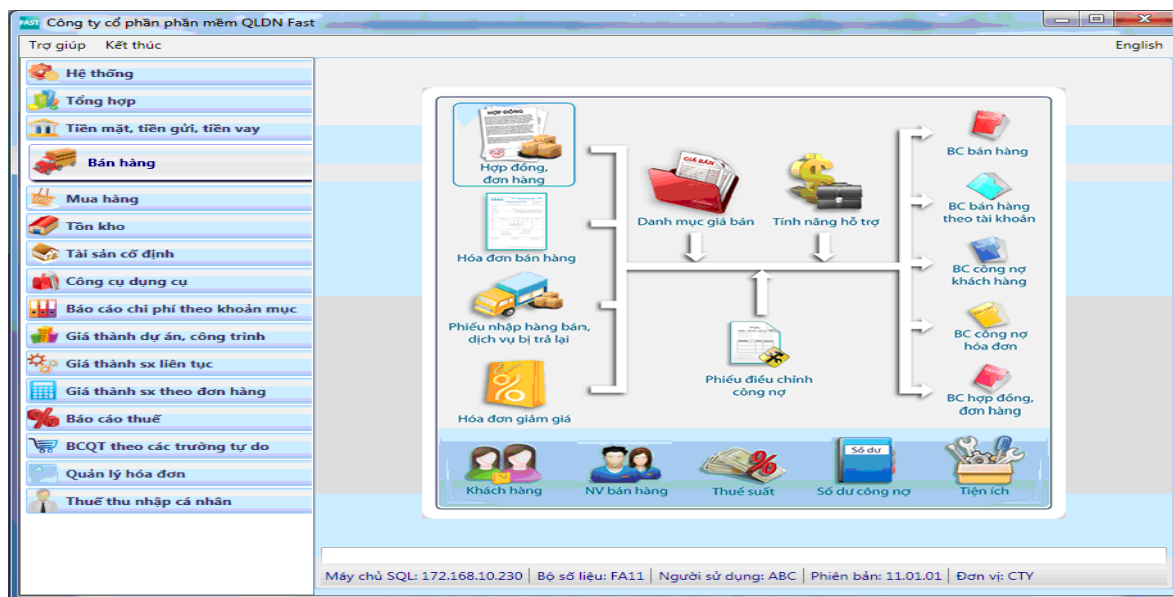 FAST Công ty cổ phần phần mềm QLDN Fast
Trợ giúp Kết thúc English
Hệ thống
Tổng hợp
Tiền mặt, tiền gửi, tiền vay
Bán hàng
Mua hàng
Tồn kho
Tài sản cố định
Công cụ dụng cụ
Báo cáo chi phí theo khoản mục
Giá thành dự án, công trình
Giá thành sx liên tục
Giá thành sx theo đơn hàng
Báo cáo thuế
BCQT theo các trường tự do
Quản lý hóa đơn
Thuế thu nhập cá nhân
HỢP ĐỒNG
Hợp đồng,
đơn hàng
Hóa đơn bán hàng
Phiếu nhập hàng bán,
dịch vụ bị trả lại
Hóa đơn giảm giá
GIÁ BÁN
Danh mục giá bán
Tính năng hỗ trợ
Phiếu điều chỉnh
công nợ
BC bán hàng
BC bán hàng
theo tài khoản
BC công nợ
khách hàng
BC công nợ
hóa đơn
BC hợp đồng,
đơn hàng
Khách hàng
NV bán hàng
Thuế suất
Số dư
Số dư công nợ
Tiện ích
Máy chủ SQL: 172.168.10.230 Bộ số liệu: FA11 Người sử dụng: ABC Phiên bản: 11.01.01 Đơn vị: CTY